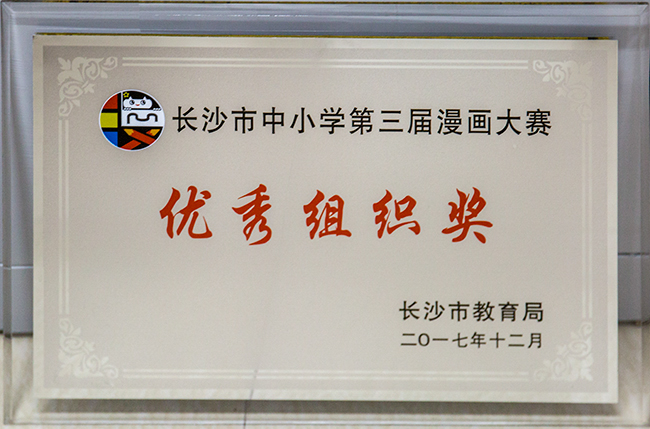 长沙市中小学第三届漫画大赛
优秀组织奖
长沙市教育局
二〇一七年十二月